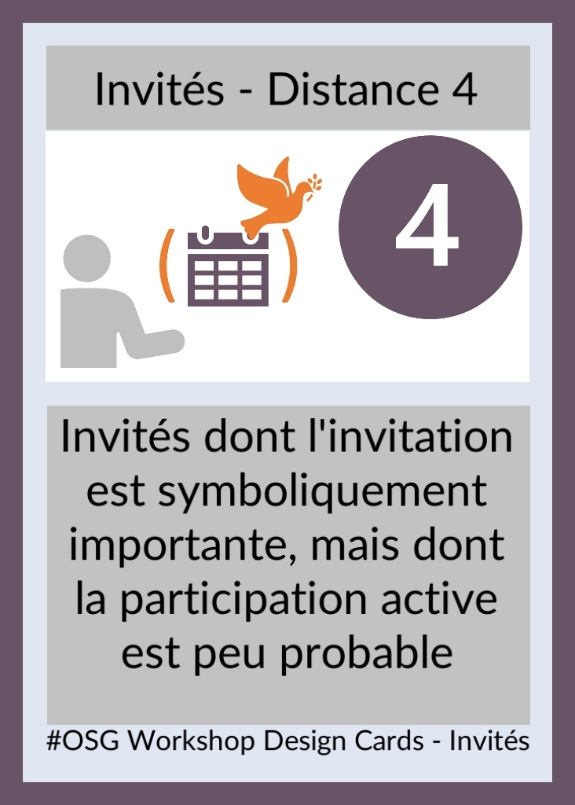 Invités - Distance 4
4
Invités dont l'invitation
est symboliquement
importante, mais dont
la participation active
est peu probable
#OSG Workshop Design Cards - Invités